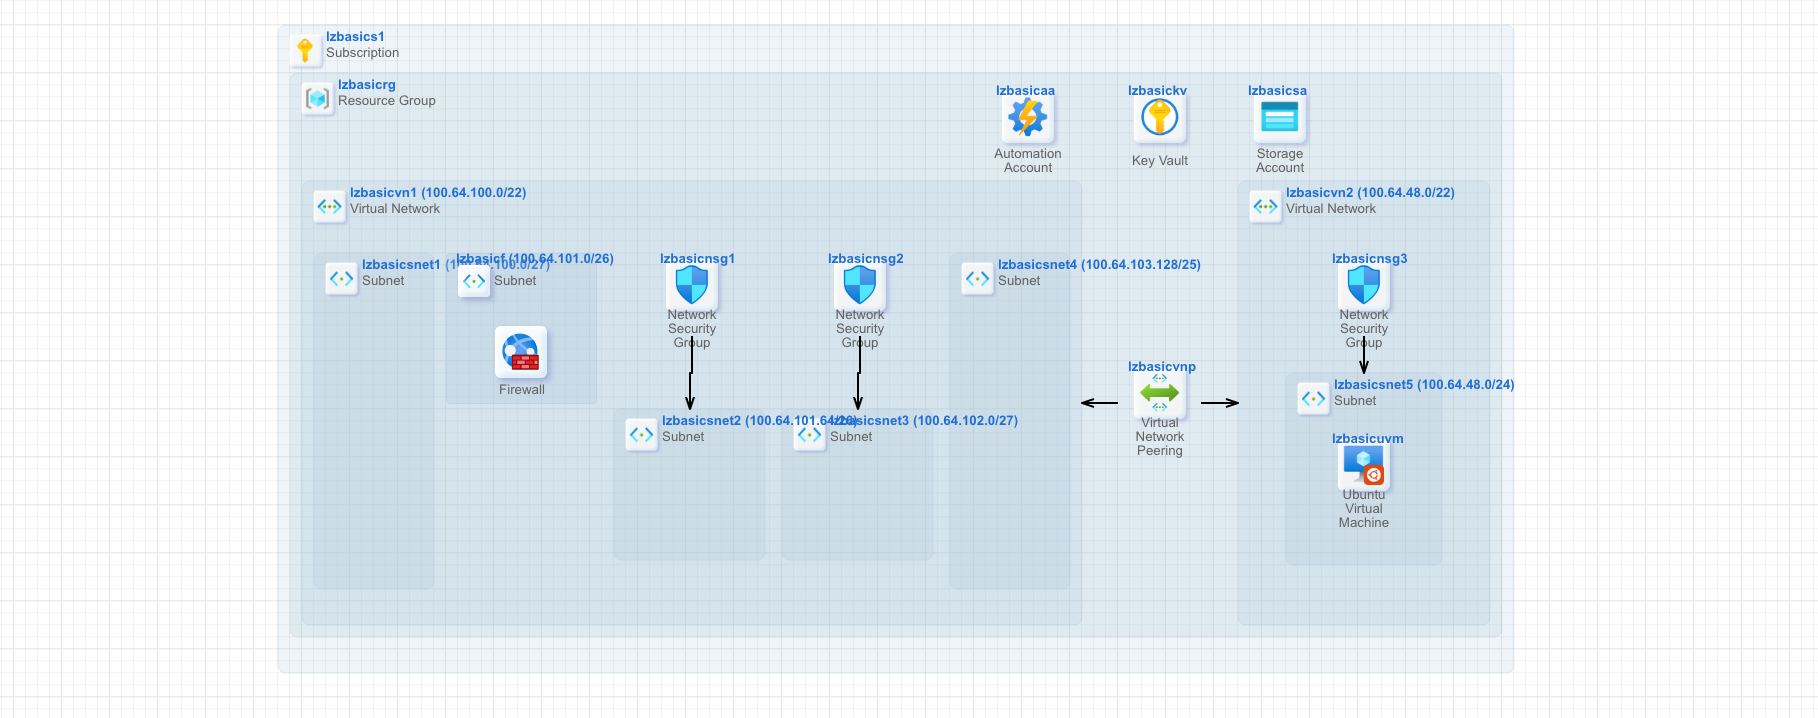 lzbasics1
Subscription
lzbasicrg
Resource Group
lzbasicaa
Automation
Account
lzbasickv
Key Vault
lzbasicsa
Storage
Account
lzbasicvn1 (100.64.100.0/22)
Virtual Network
lzbasicvn2 (100.64.48.0/22)
Virtual Network
lzbasicsnet1 (100.64.100.0/27)
Subnet
lzbasicf (100.64.101.0/26)
Subnet
Firewall
lzbasicnsg1
Network
Security
Group
lzbasicnsg2
Network
Security
Group
lzbasicsnet4 (100.64.103.128/25)
Subnet
lzbasicnsg3
Network
Security
Group
lzbasicvnp
Virtual
Network
Peering
lzbasicsnet2 (100.64.101.64/26)
Subnet
lzbasicsnet3 (100.64.102.0/27)
Subnet
lzbasicsnet5 (100.64.48.0/24)
Subnet
lzbasicuvm
Ubuntu
Virtual
Machine